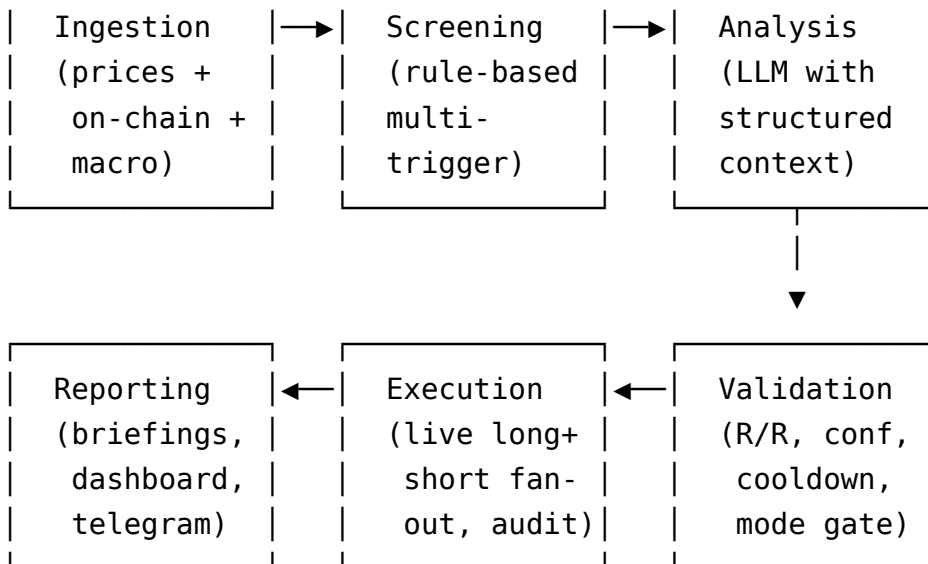 Ingestion Screening Analysis
(prices + (rule-based (LLM with
on-chain + multi- structured
macro) trigger) context)
Reporting Execution Validation
(briefings, (live long+ (R/R, conf,
dashboard, short fan- cooldown,
telegram) out, audit) mode gate)